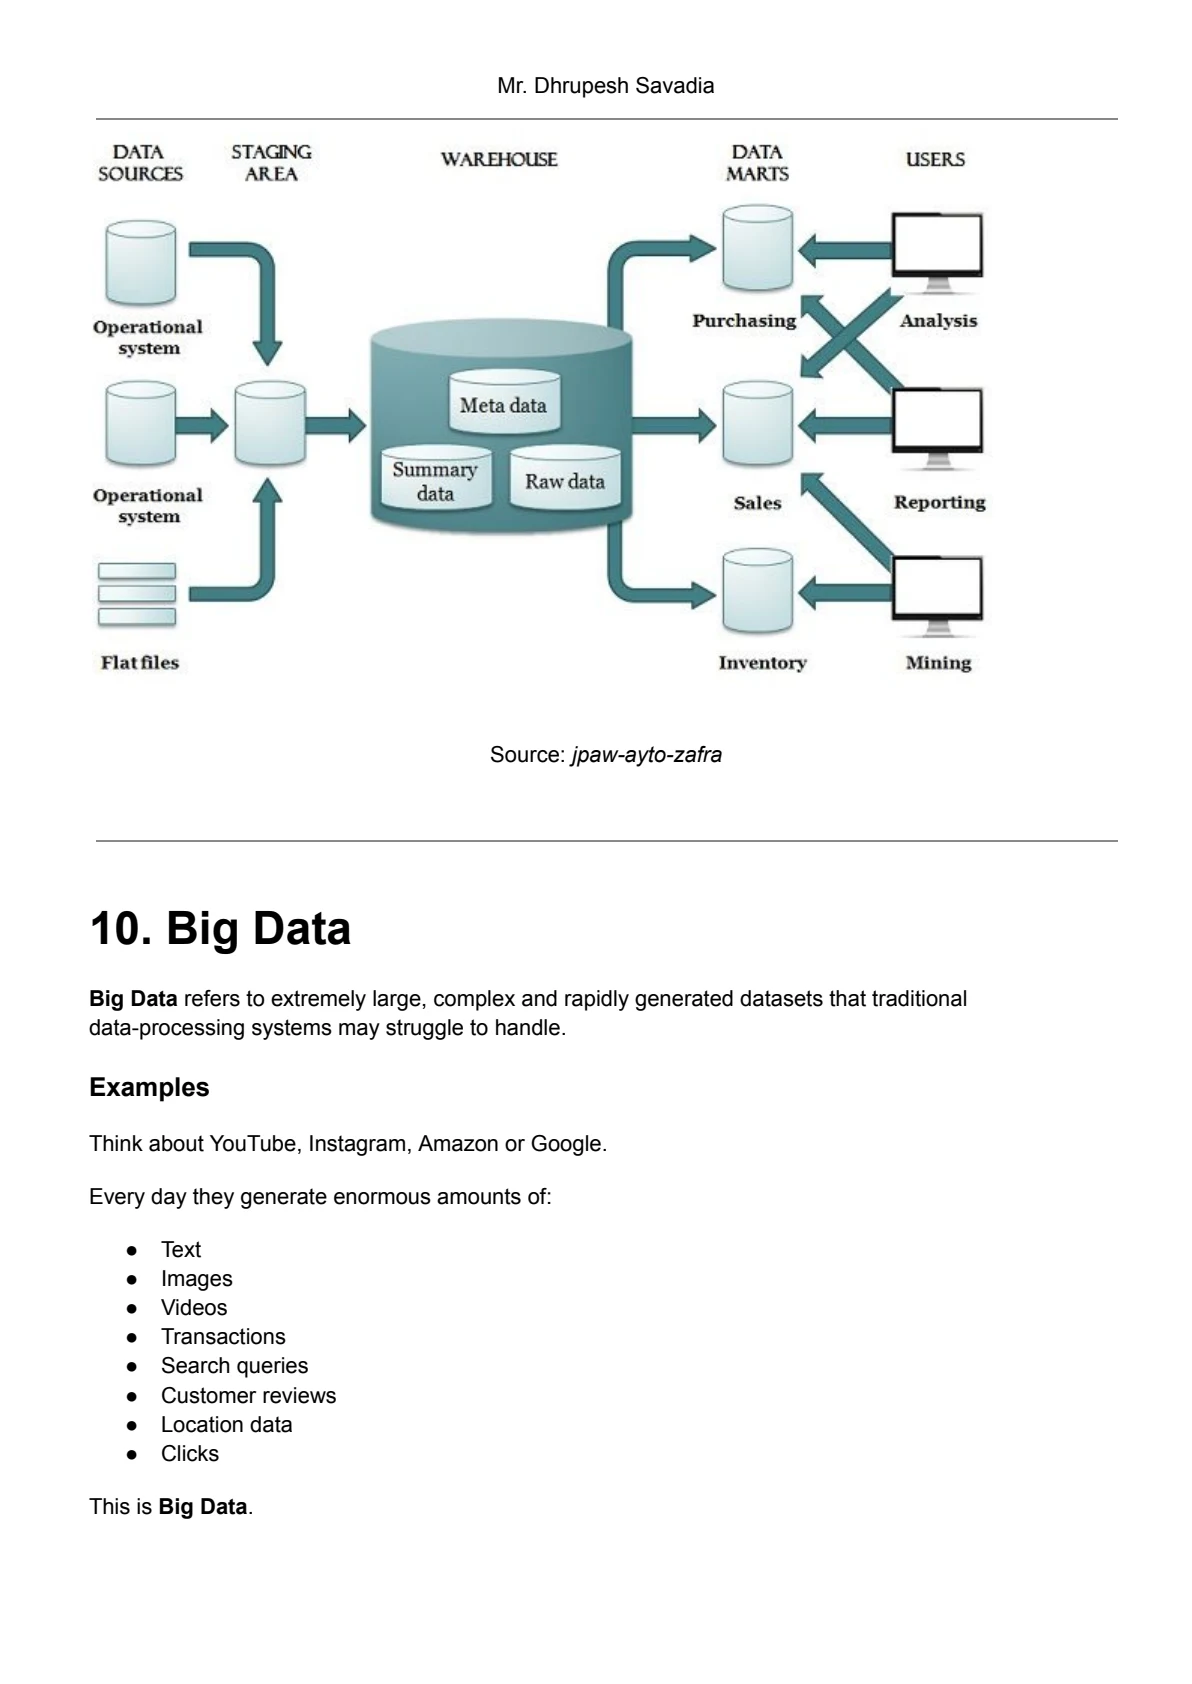 Mr. Dhrupesh Savadia
DATA SOURCES
STAGING AREA
WAREHOUSE
DATA MARTS
USERS
Operational system
Operational system
Flat files
Meta data
Summary data
Raw data
Purchasing
Sales
Inventory
Analysis
Reporting
Mining
Source: jpaw-ayto-zafra
10. Big Data
Big Data refers to extremely large, complex and rapidly generated datasets that traditional
data-processing systems may struggle to handle.
Examples
Think about YouTube, Instagram, Amazon or Google.
Every day they generate enormous amounts of:
● Text
● Images
● Videos
● Transactions
● Search queries
● Customer reviews
● Location data
● Clicks
This is Big Data.